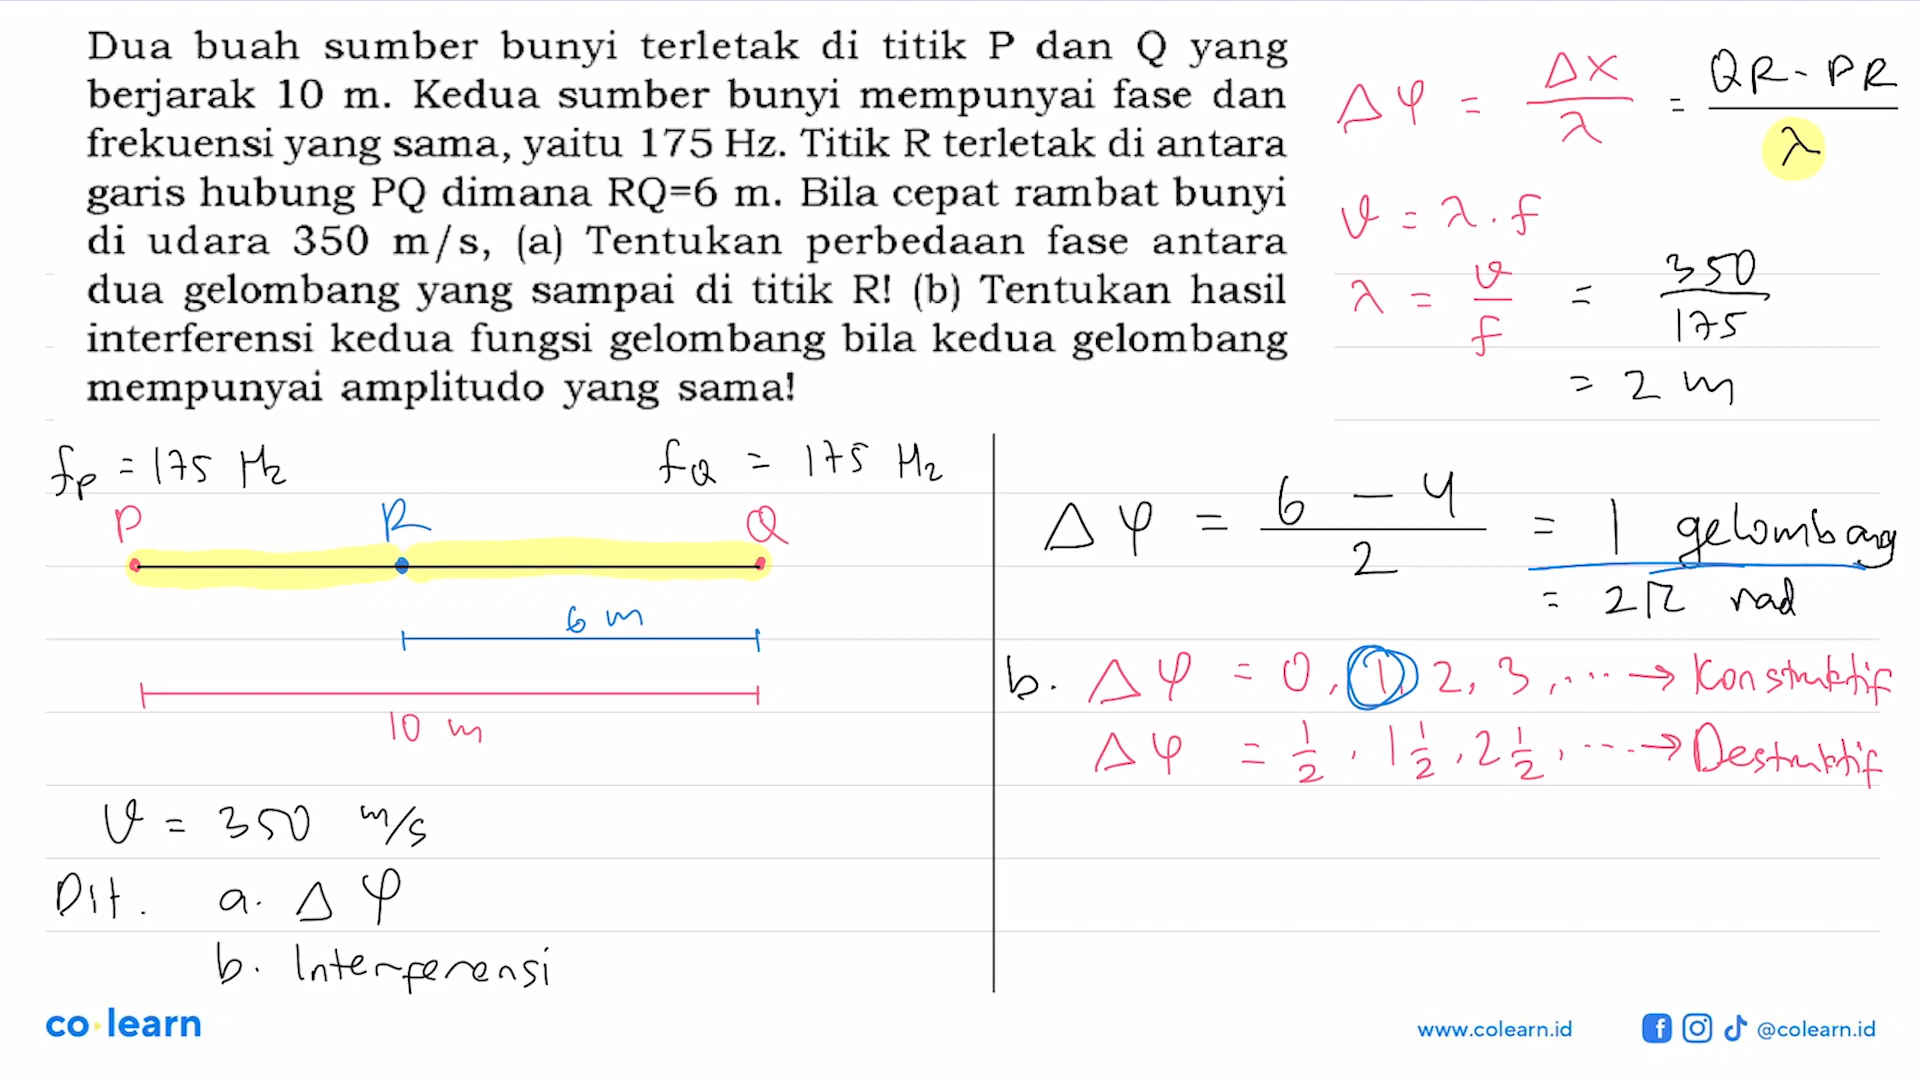 Dua buah sumber bunyi terletak di titik P dan Q yang
berjarak 10 m. Kedua sumber bunyi mempunyai fase dan
frekuensi yang sama, yaitu 175 Hz. Titik R terletak di antara
garis hubung PQ dimana RQ=6 m. Bila cepat rambat bunyi
di udara 350 m/s, (a) Tentukan perbedaan fase antara
dua gelombang yang sampai di titik R! (b) Tentukan hasil
interferensi kedua fungsi gelombang bila kedua gelombang
mempunyai amplitudo yang sama!
Δφ = Δx/λ = QR - PR/λ
v = λ . f
λ = v/f = 350/175
= 2 m
fP = 175 Hz
fQ = 175 Hz
P R Q
6 m
10 m
v = 350 m/s
Dit. a. Δφ
b. Interferensi
Δφ = 6 - 4/2 = 1 gelombang
= 2π rad
b. Δφ = 0, 1, 2, 3, .... → Konstruktif
Δφ = 1/2, 1 1/2, 2 1/2, .... → Destruktif
co learn
www.colearn.id
@colearn.id